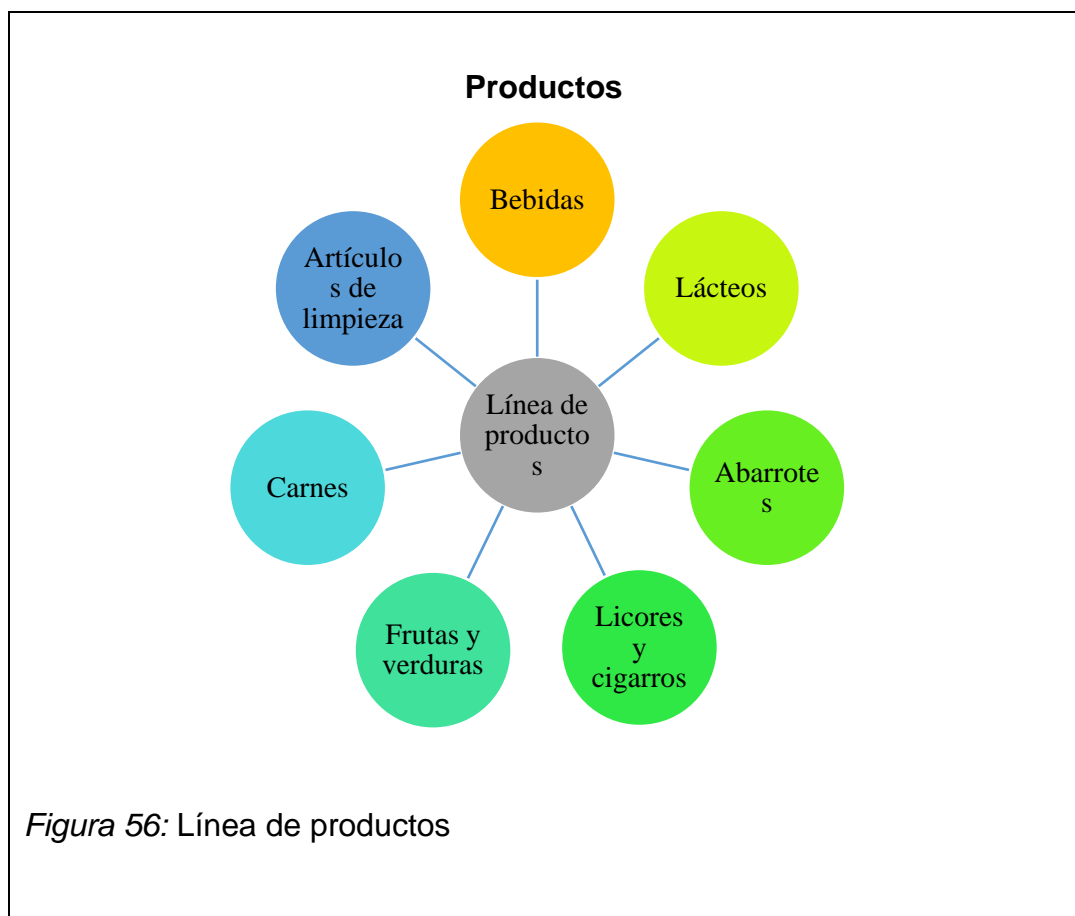 Productos
Bebidas
Lácteos
Abarrote
s
Licores
y
cigarros
Frutas y
verduras
Carnes
Artículo
s de
limpieza
Línea de
producto
s
Figura 56: Línea de productos